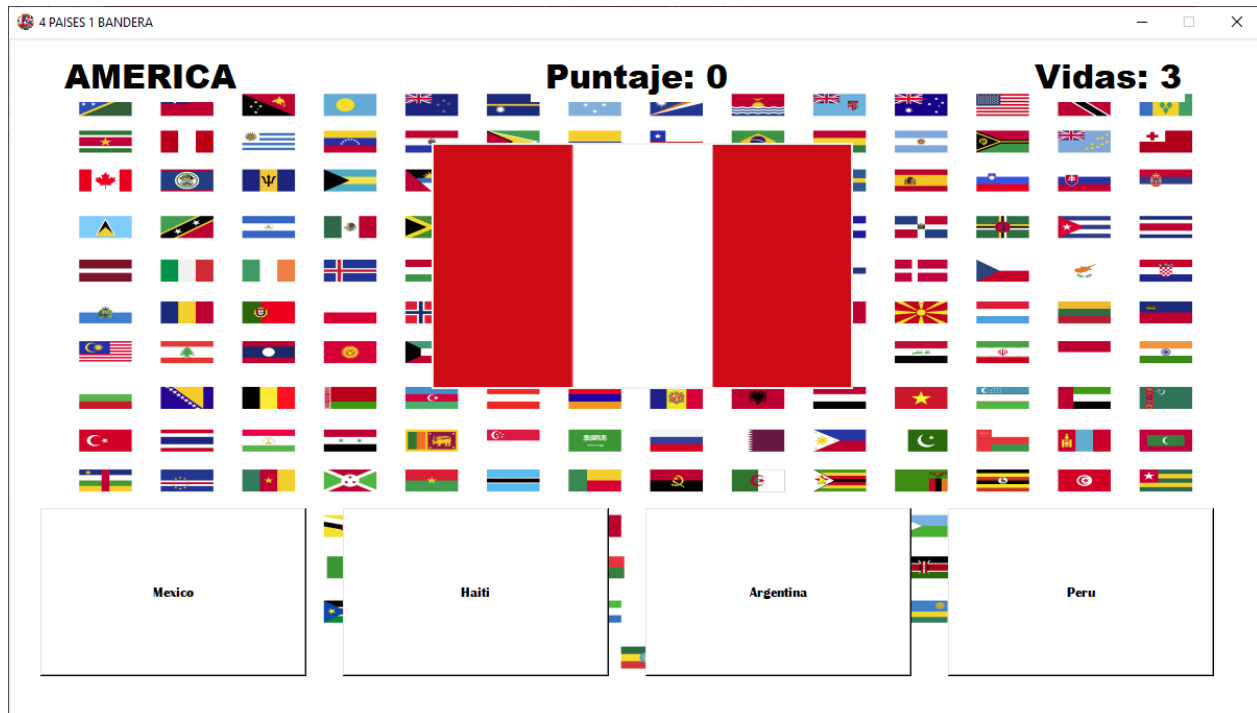 4 PAISES 1 BANDERA
AMERICA Puntaje: 0 Vidas: 3
Mexico Haiti Argentina Peru